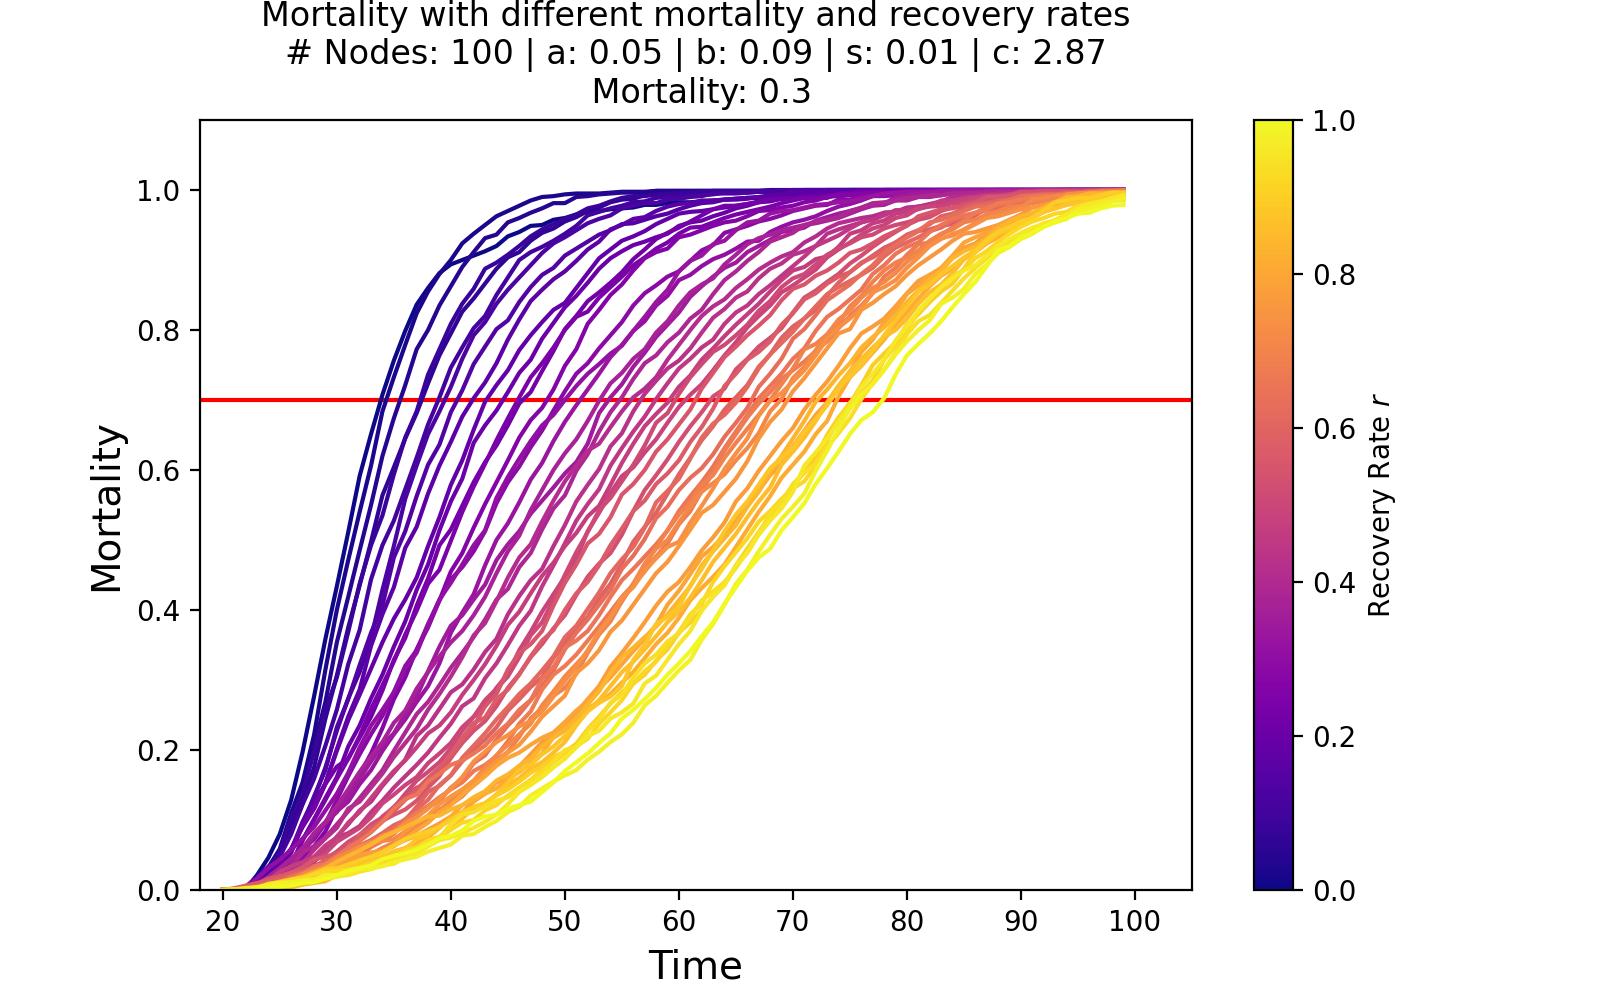 Mortality with different mortality and recovery rates
# Nodes: 100 | a: 0.05 | b: 0.09 | s: 0.01 | c: 2.87
Mortality: 0.3
Mortality
1.0
0.8
0.6
0.4
0.2
0.0
20 30 40 50 60 70 80 90 100
Time
1.0
0.8
0.6
0.4
0.2
0.0
Recovery Rate r